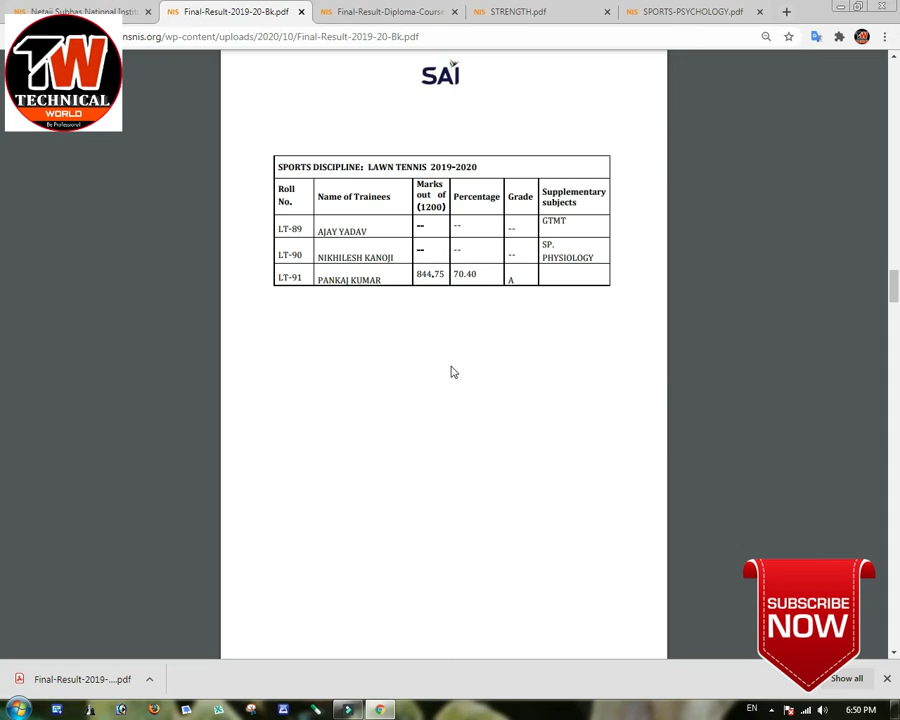 Netaji Subhas National Instit
Final-Result-2019-20-Bk.pdf
Final-Result-Diploma-Course
STRENGTH.pdf
SPORTS-PSYCHOLOGY.pdf
nsnis.org/wp-content/uploads/2020/10/Final-Result-2019-20-Bk.pdf
TW
TECHNICAL
WORLD
Be Professional
SAI
SPORTS DISCIPLINE: LAWN TENNIS 2019-2020
Roll No. Name of Trainees Marks out of (1200) Percentage Grade Supplementary subjects
LT-89 AJAY YADAV -- -- -- GTMT
LT-90 NIKHILESH KANOJI -- -- -- SP. PHYSIOLOGY
LT-91 PANKAJ KUMAR 844.75 70.40 A
SUBSCRIBE
NOW
Final-Result-2019-....pdf
Show all
EN
6:50 PM